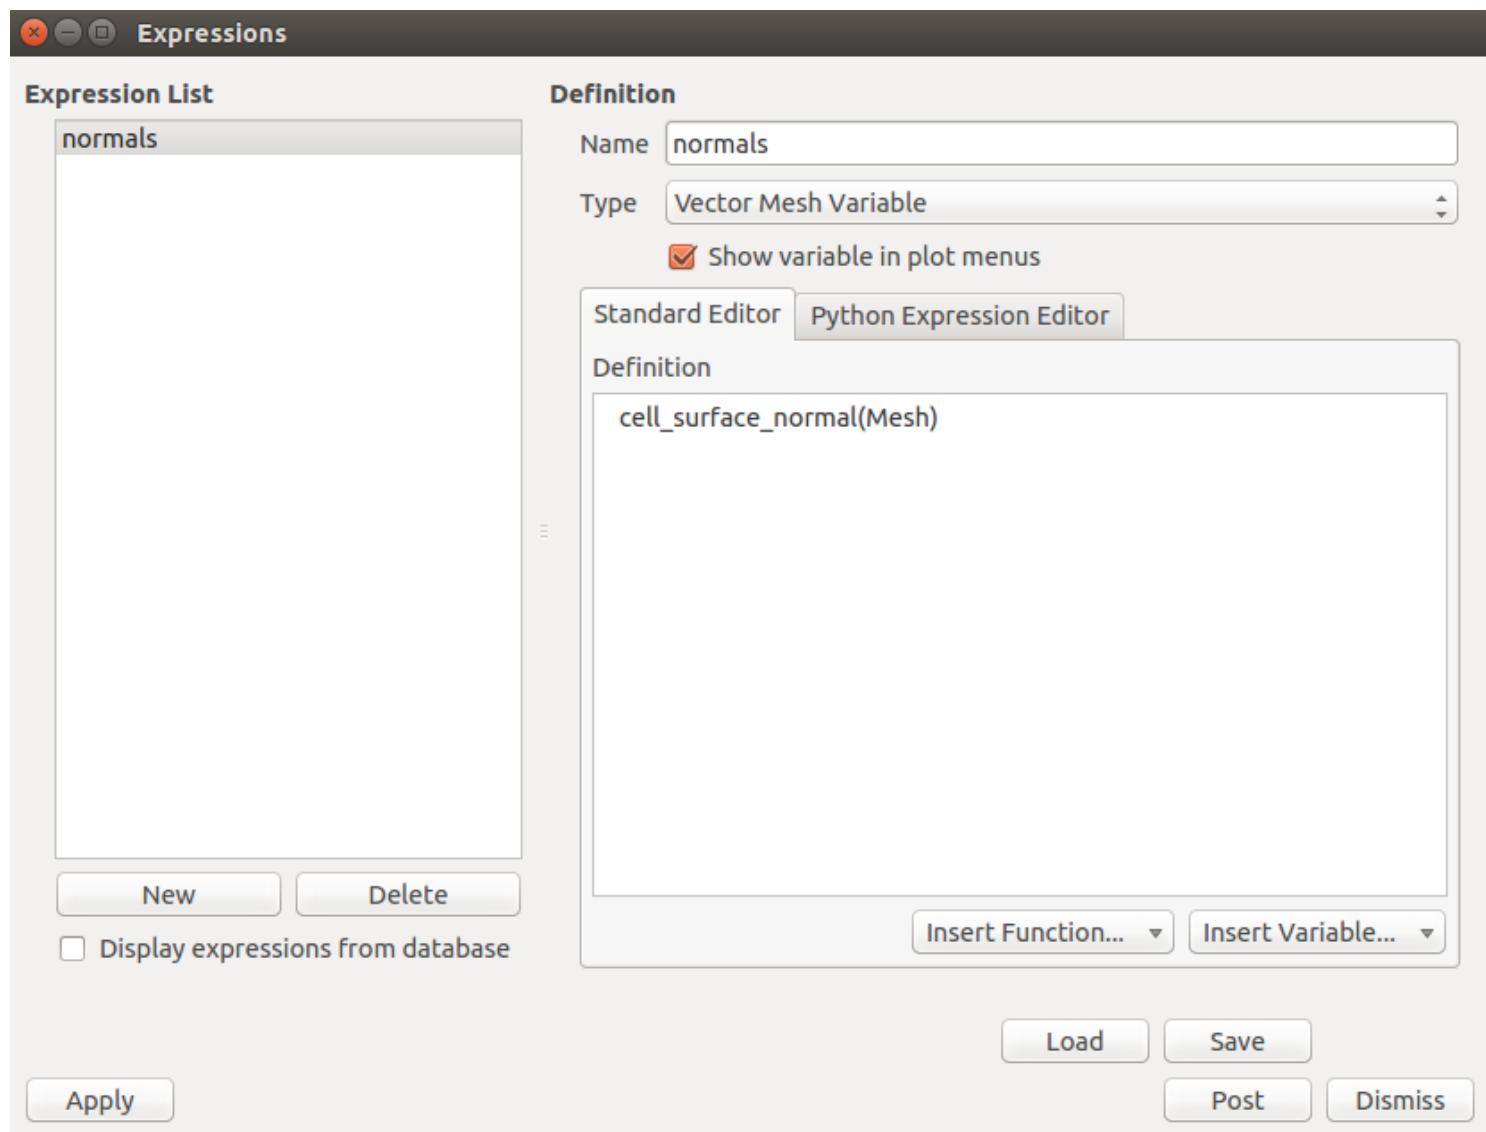 Expressions
Expression List
normals
New
Delete
Display expressions from database
Definition
Name
normals
Type
Vector Mesh Variable
Show variable in plot menus
Standard Editor
Python Expression Editor
Definition
cell_surface_normal(Mesh)
Insert Function...
Insert Variable...
Load
Save
Apply
Post
Dismiss